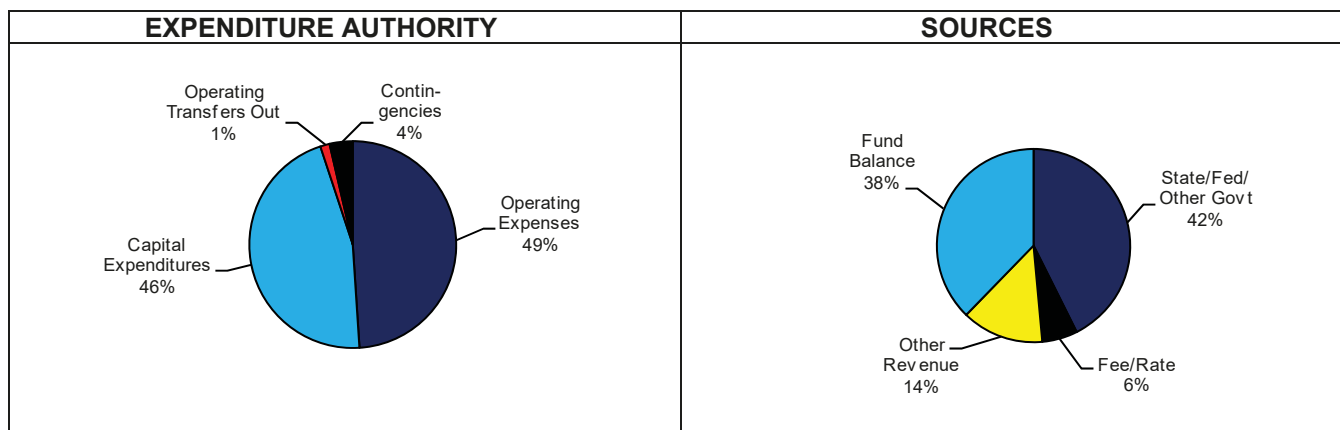 EXPENDITURE AUTHORITY
Operating
Transfers Out
1%
Contin-
gencies
4%
Operating
Expenses
49%
Capital
Expenditures
46%
SOURCES
Fund
Balance
38%
State/Fed/
Other Govt
42%
Other
Revenue
14%
Fee/Rate
6%